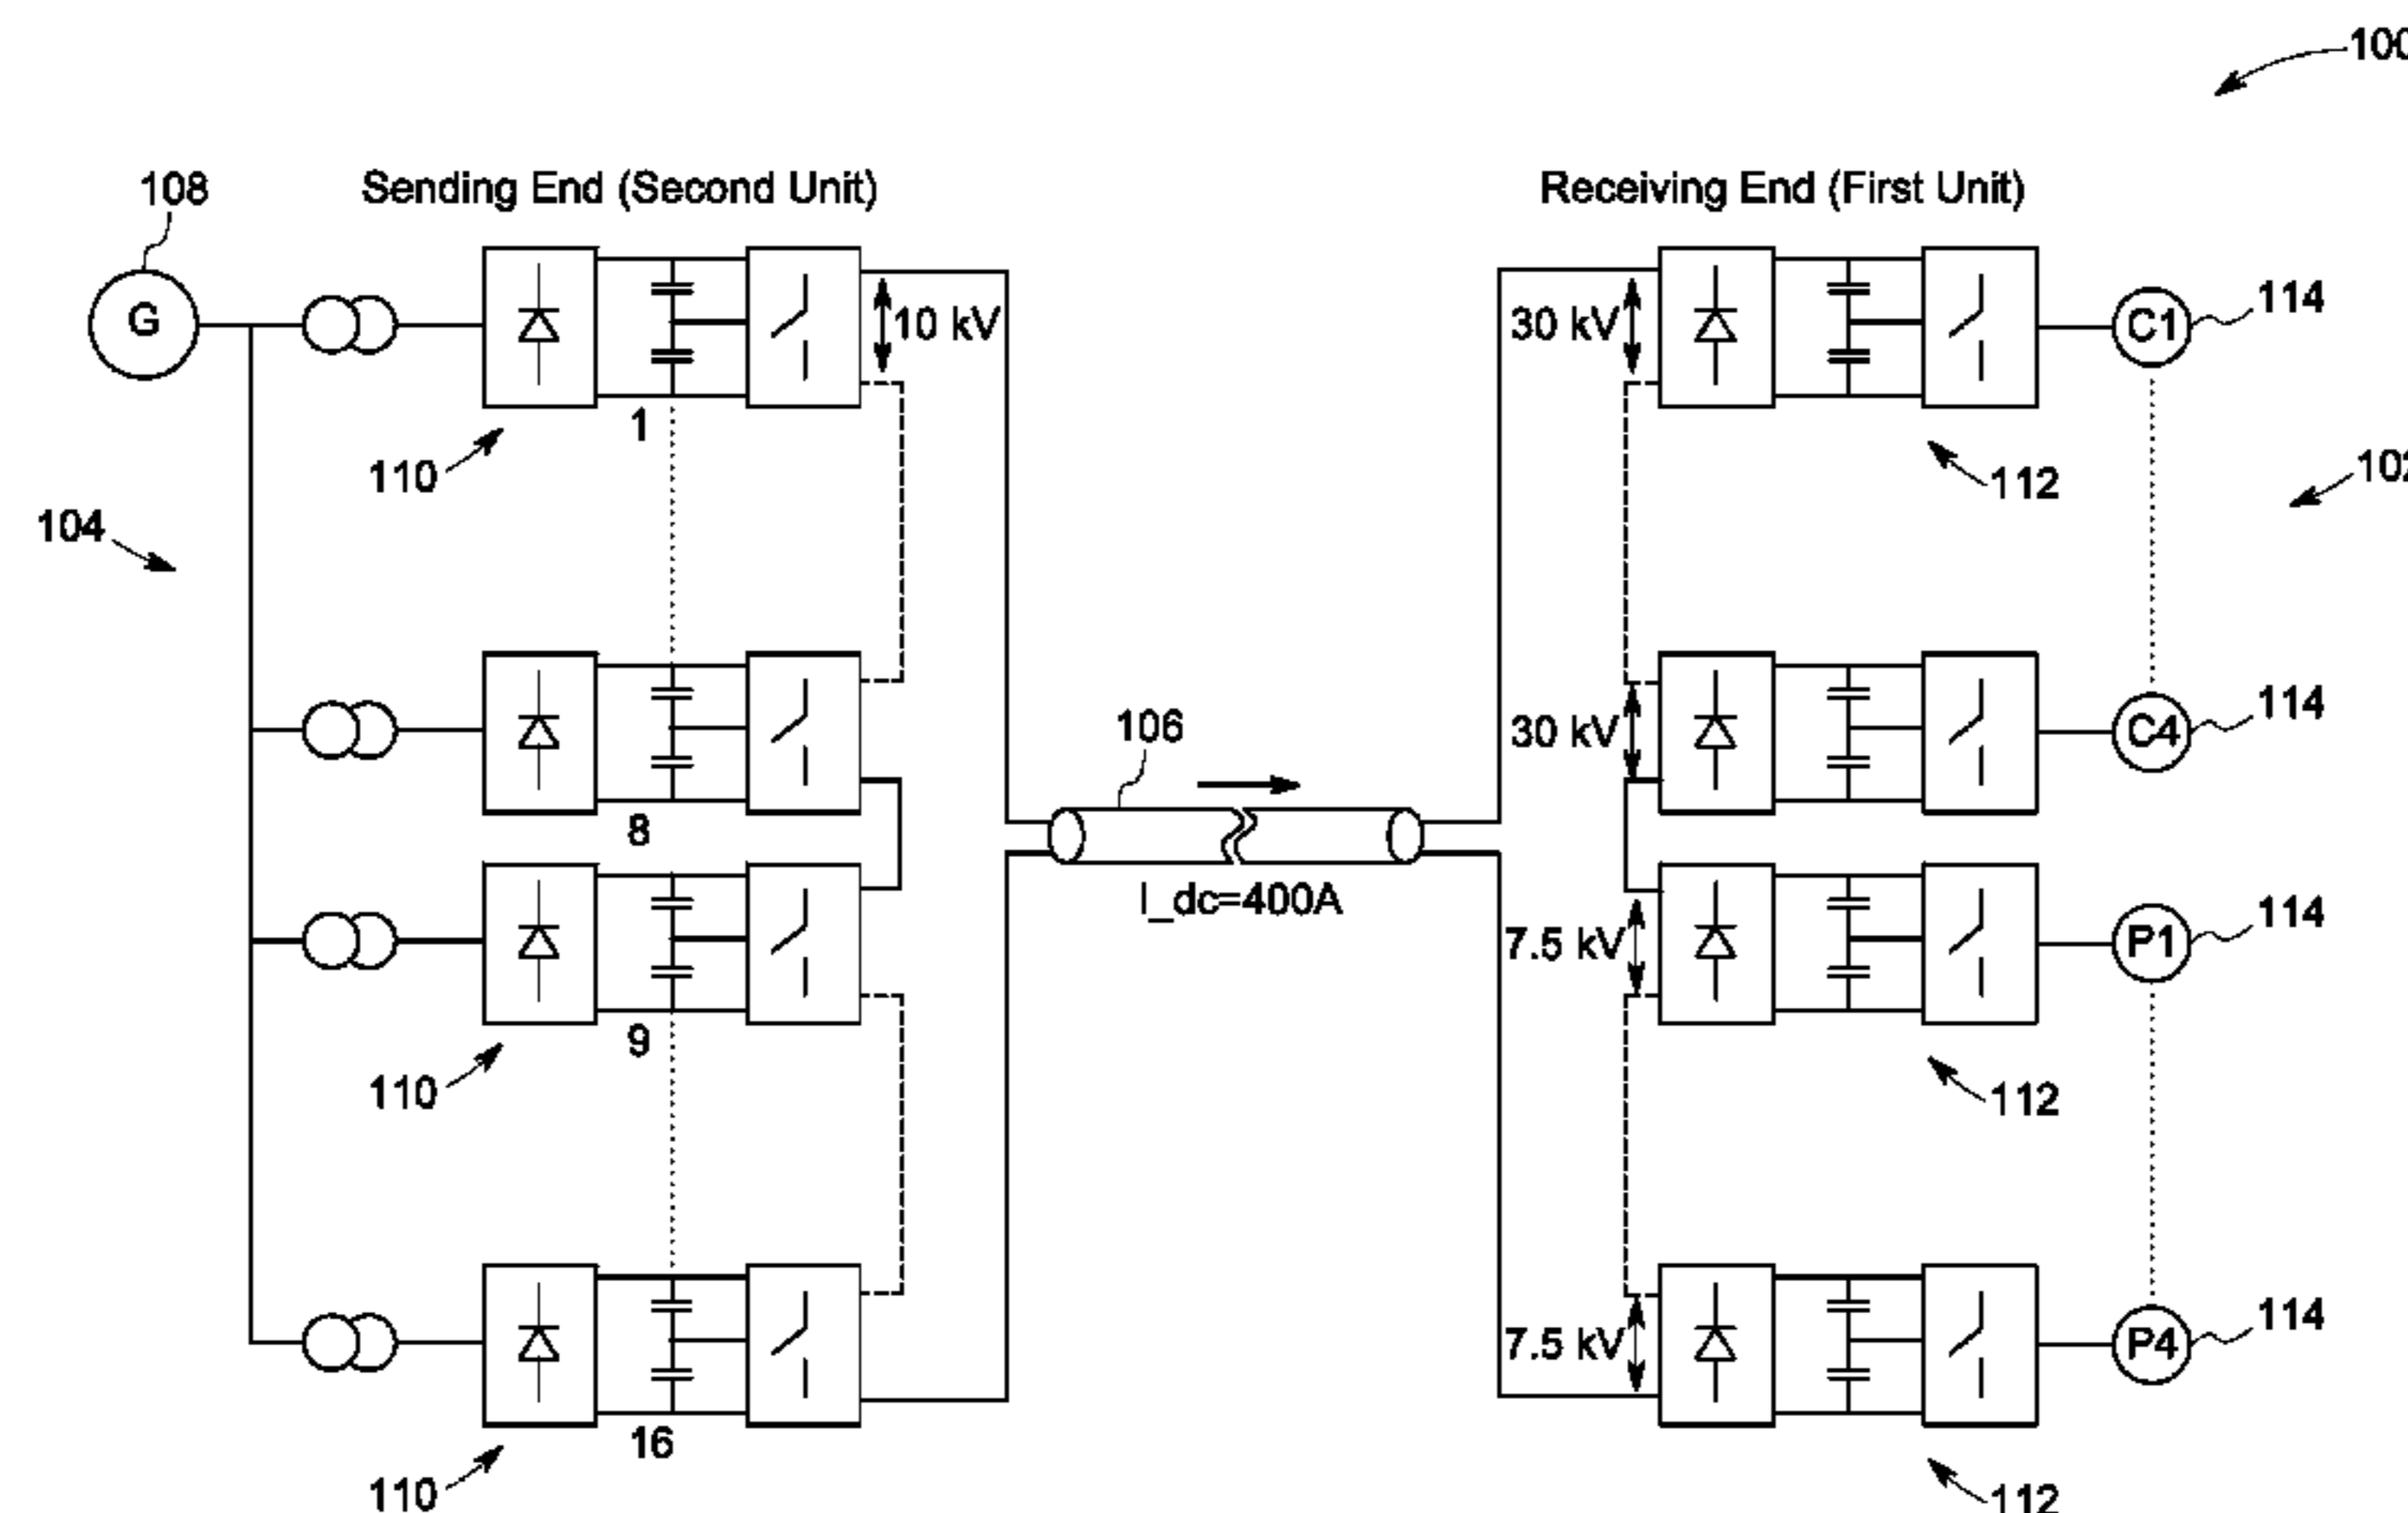 100
108
Sending End (Second Unit)
Receiving End (First Unit)
G
10 kV
30 kV
C1
114
1
110
112
104
30 kV
C4
114
106
8
I_dc=400A
7.5 kV
P1
114
9
110
112
7.5 kV
P4
114
16
110
112